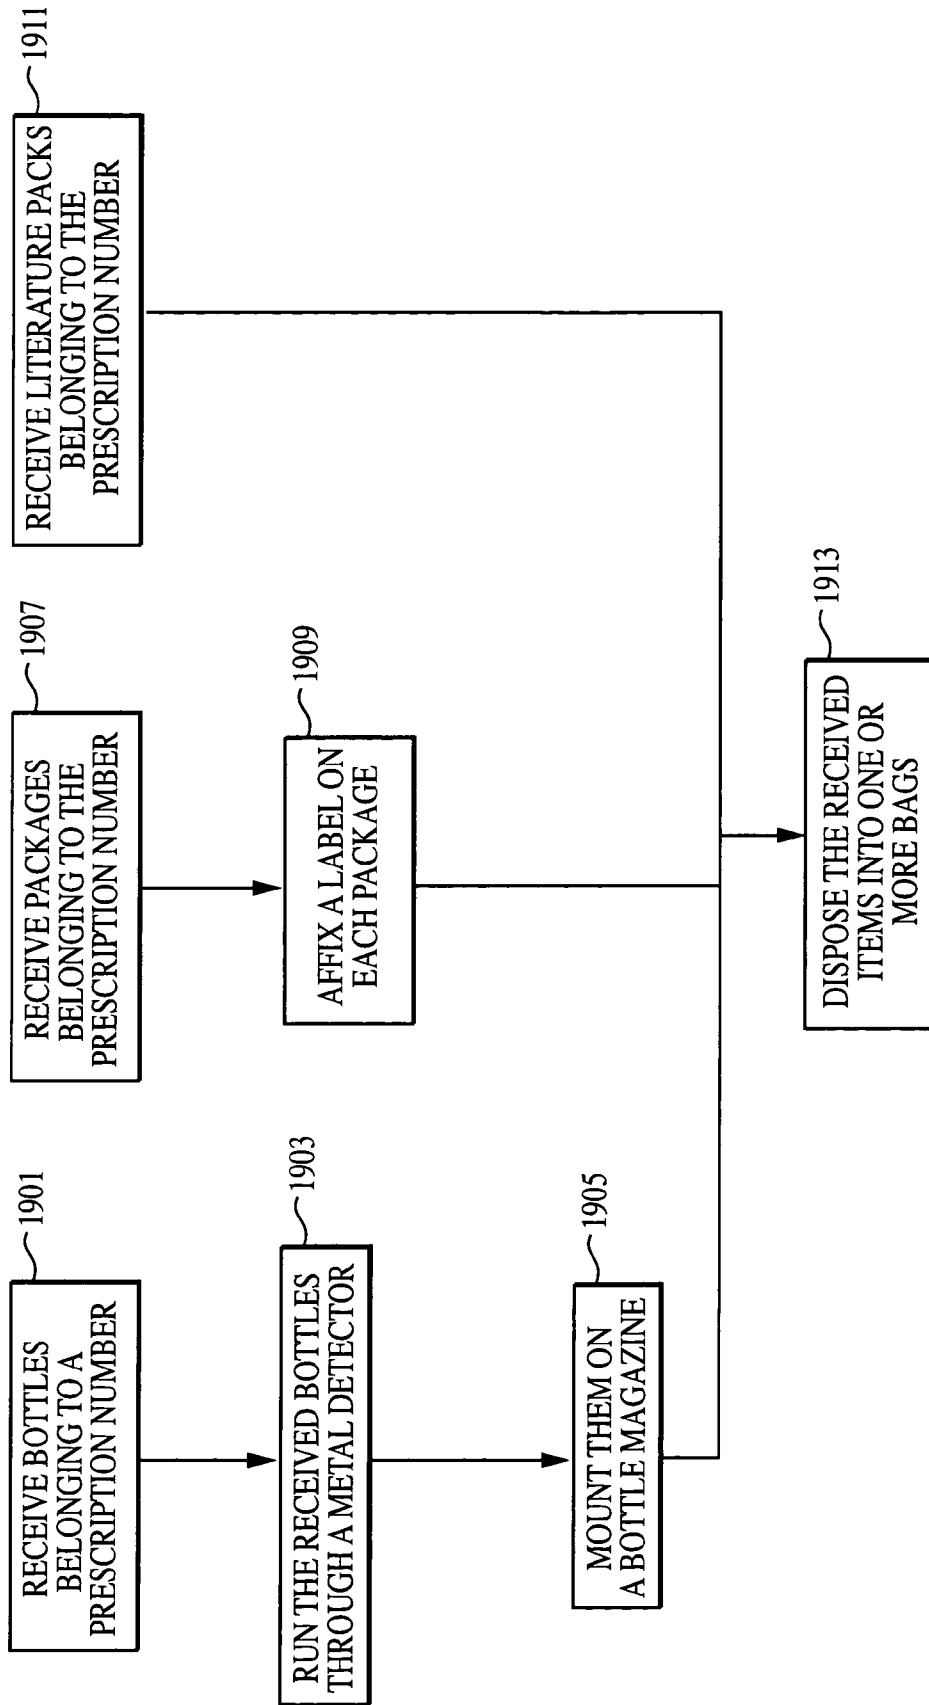 RECEIVE BOTTLES
BELONGING TO A
PRESCRIPTION NUMBER
1901
RUN THE RECEIVED BOTTLES
THROUGH A METAL DETECTOR
1903
MOUNT THEM ON
A BOTTLE MAGAZINE
1905
RECEIVE PACKAGES
BELONGING TO THE
PRESCRIPTION NUMBER
1907
AFFIX A LABEL ON
EACH PACKAGE
1909
RECEIVE LITERATURE PACKS
BELONGING TO THE
PRESCRIPTION NUMBER
1911
DISPOSE THE RECEIVED
ITEMS INTO ONE OR
MORE BAGS
1913